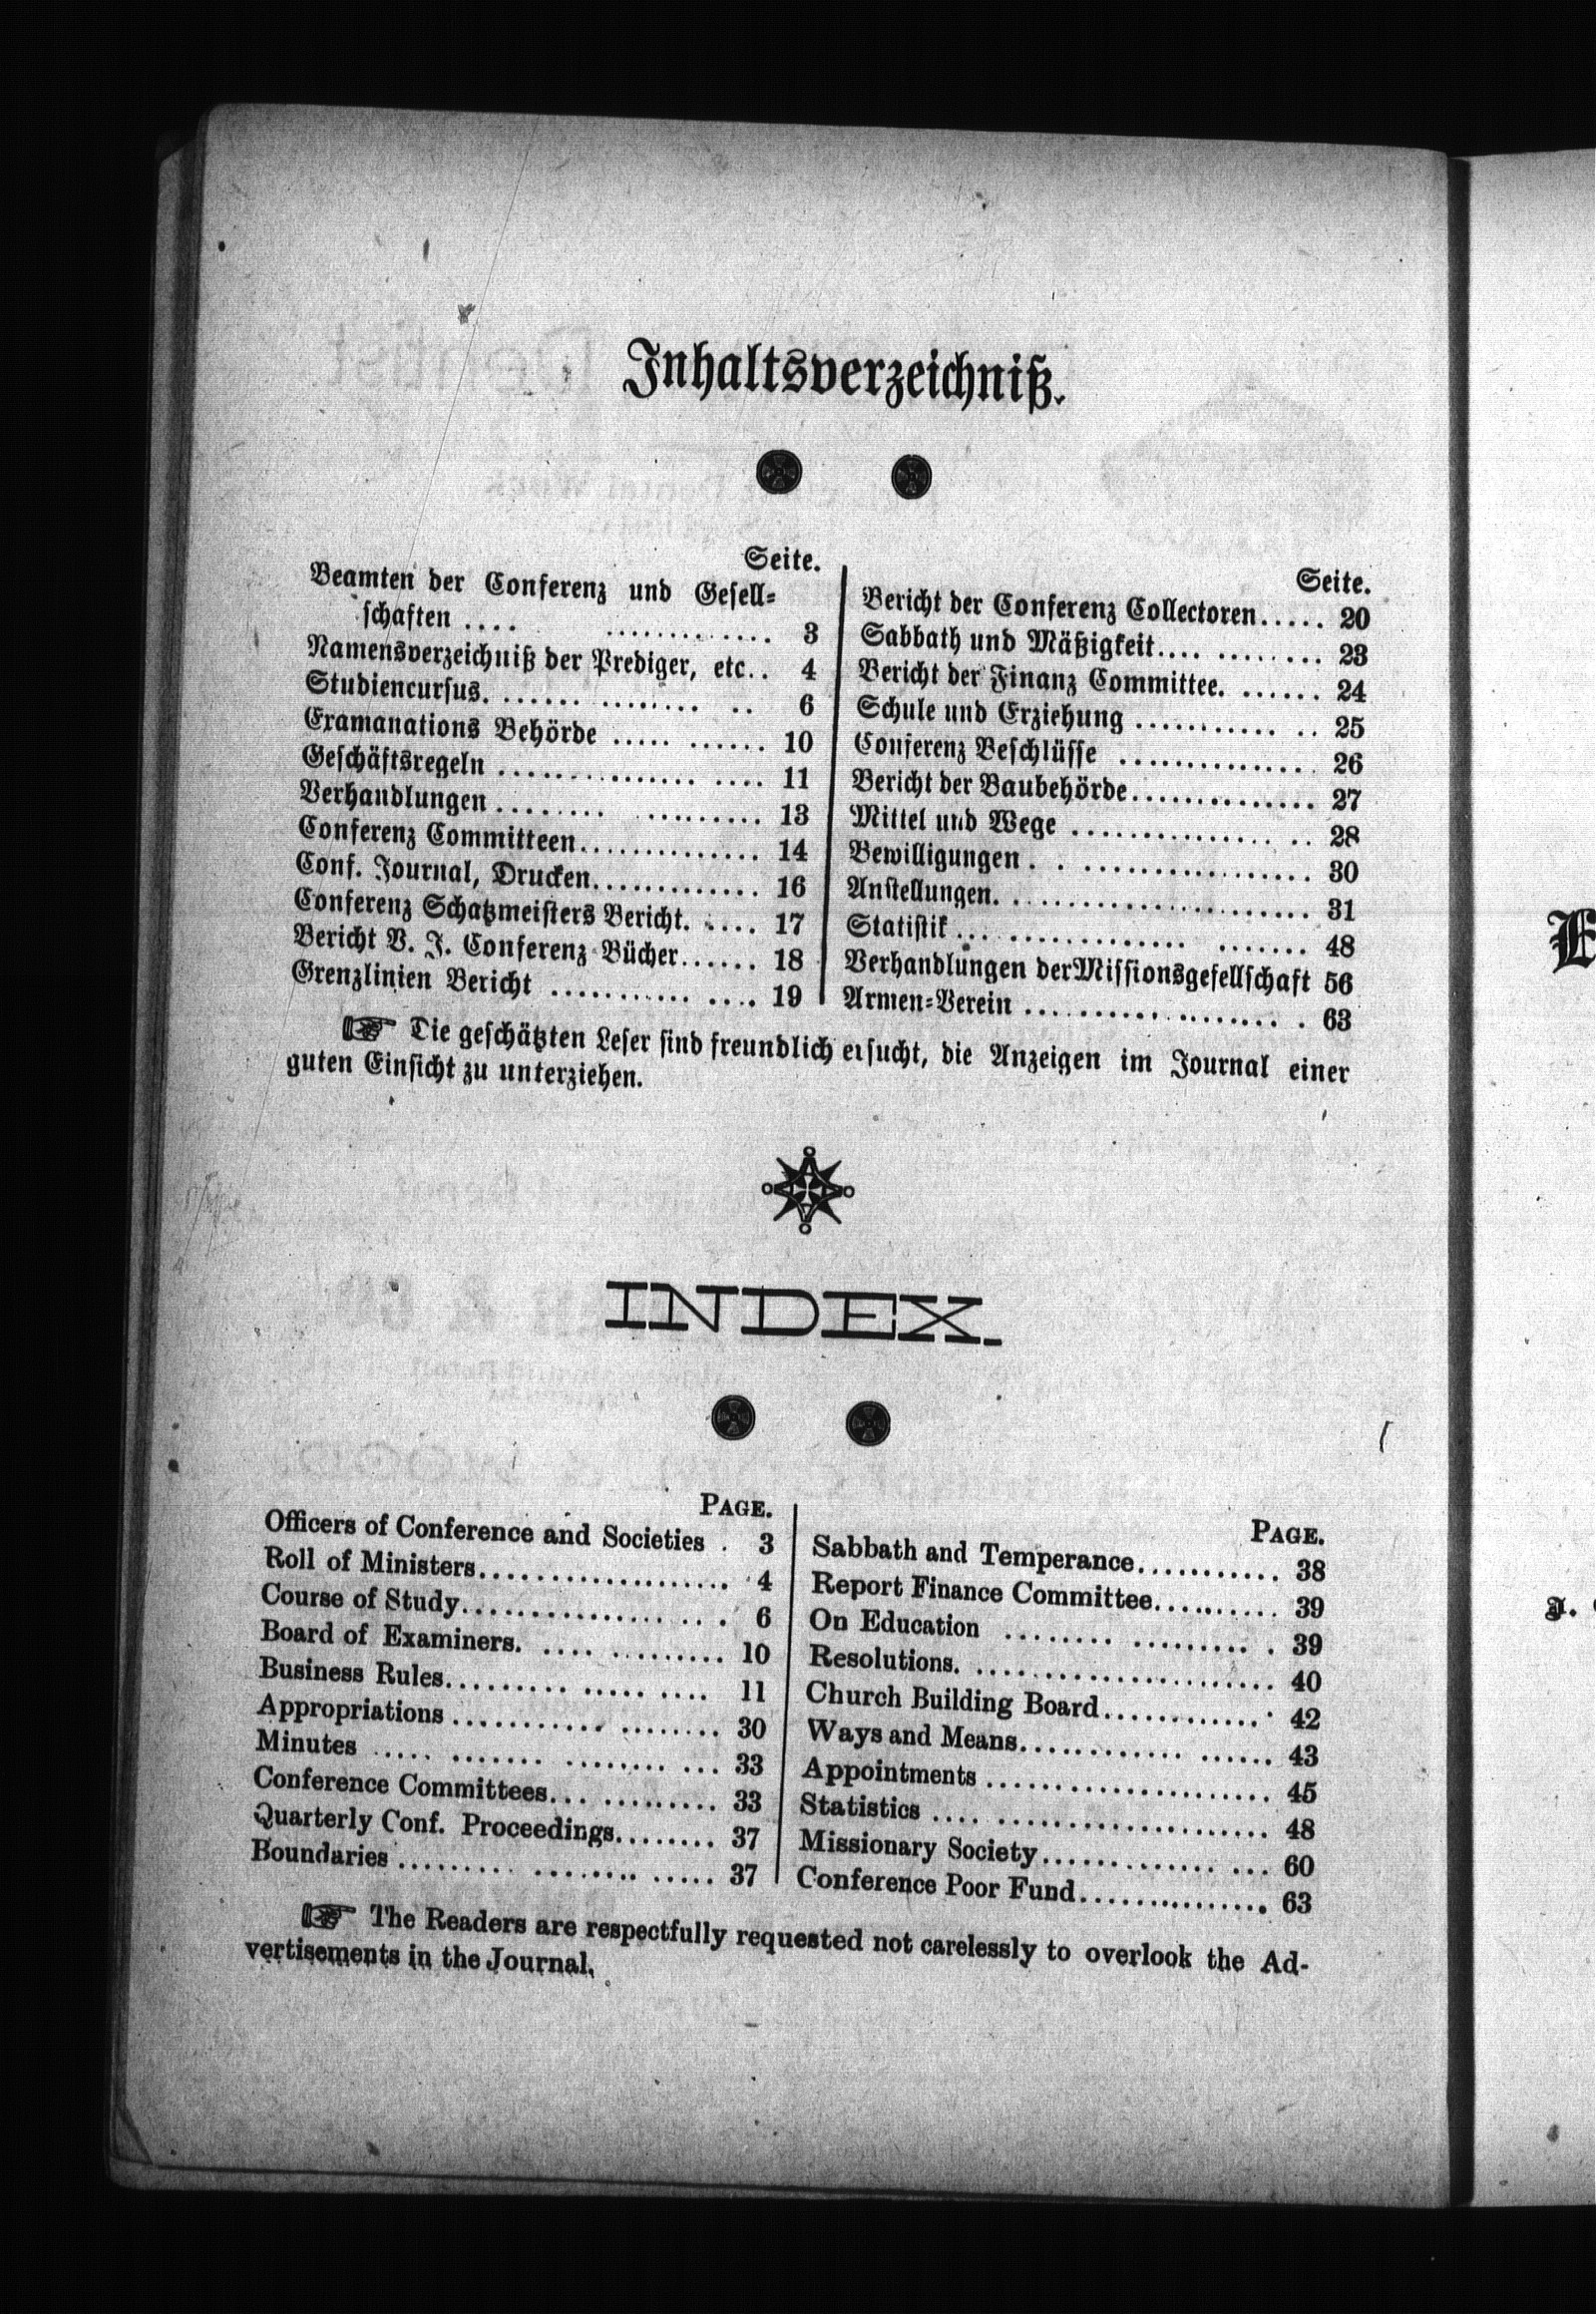 Inhaltsverzeichniß.
Seite.
Beamten der Conferenz und Gesell=
schaften .... ............. 3
Namensverzeichniß der Prediger, etc.. 4
Studiencursus. ....... ........ .. 6
Examanations Behörde ..... ...... 10
Geschäftsregeln ............... .... 11
Verhandlungen ........ .......... 13
Conferenz Committeen.............. 14
Conf. Journal, Drucken............. 16
Conferenz Schatzmeisters Bericht. ..... 17
Bericht V. J. Conferenz Bücher...... 18
Grenzlinien Bericht ........... .... 19
Seite.
Bericht der Conferenz Collectoren..... 20
Sabbath und Mäßigkeit.... ........ 23
Bericht der Finanz Committee. ...... 24
Schule und Erziehung ........... .. 25
Conferenz Beschlüsse .............. 26
Bericht der Baubehörde.............. 27
Mittel und Wege ............... .. 28
Bewilligungen . . ................. 30
Anstellungen. ...................... 31
Statistik ... .............. ....... 48
Verhandlungen der Missionsgesellschaft 56
Armen=Verein .................. . 63
☞ Die geschätzten Leser sind freundlich ersucht, die Anzeigen im Journal einer
guten Einsicht zu unterziehen.
INDEX.
PAGE.
Officers of Conference and Societies . 3
Roll of Ministers................... 4
Course of Study................ .. . 6
Board of Examiners. .... ......... 10
Business Rules......... ..... .... 11
Appropriations ............ ........ 30
Minutes ..... ....... ........ ... 33
Conference Committees... ......... 33
Quarterly Conf. Proceedings........ 37
Boundaries ......... ........ ..... 37
PAGE.
Sabbath and Temperance........... 38
Report Finance Committee.......... 39
On Education ........ ......... . 39
Resolutions. ...................... 40
Church Building Board............. 42
Ways and Means............. ...... 43
Appointments ..................... 45
Statistics .... .................... 48
Missionary Society............. ... 60
Conference Poor Fund............... 63
☞ The Readers are respectfully requested not carelessly to overlook the Ad-
vertisements in the Journal.